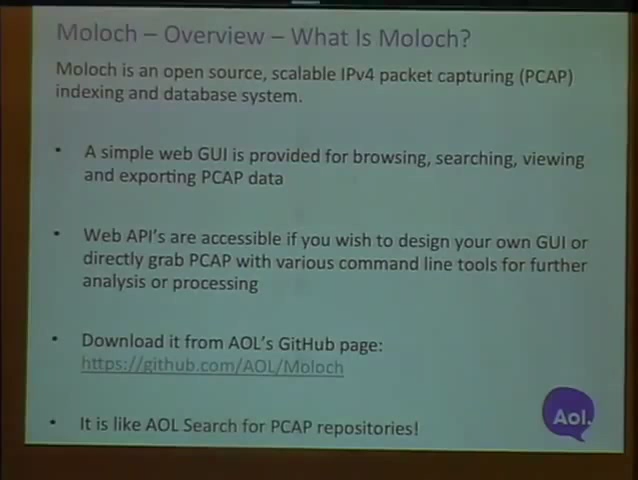 Moloch – Overview – What Is Moloch?
Moloch is an open source, scalable IPv4 packet capturing (PCAP)
indexing and database system.
• A simple web GUI is provided for browsing, searching, viewing
and exporting PCAP data
• Web API's are accessible if you wish to design your own GUI or
directly grab PCAP with various command line tools for further
analysis or processing
• Download it from AOL's GitHub page:
https://github.com/AOL/Moloch
• It is like AOL Search for PCAP repositories!
Aol.